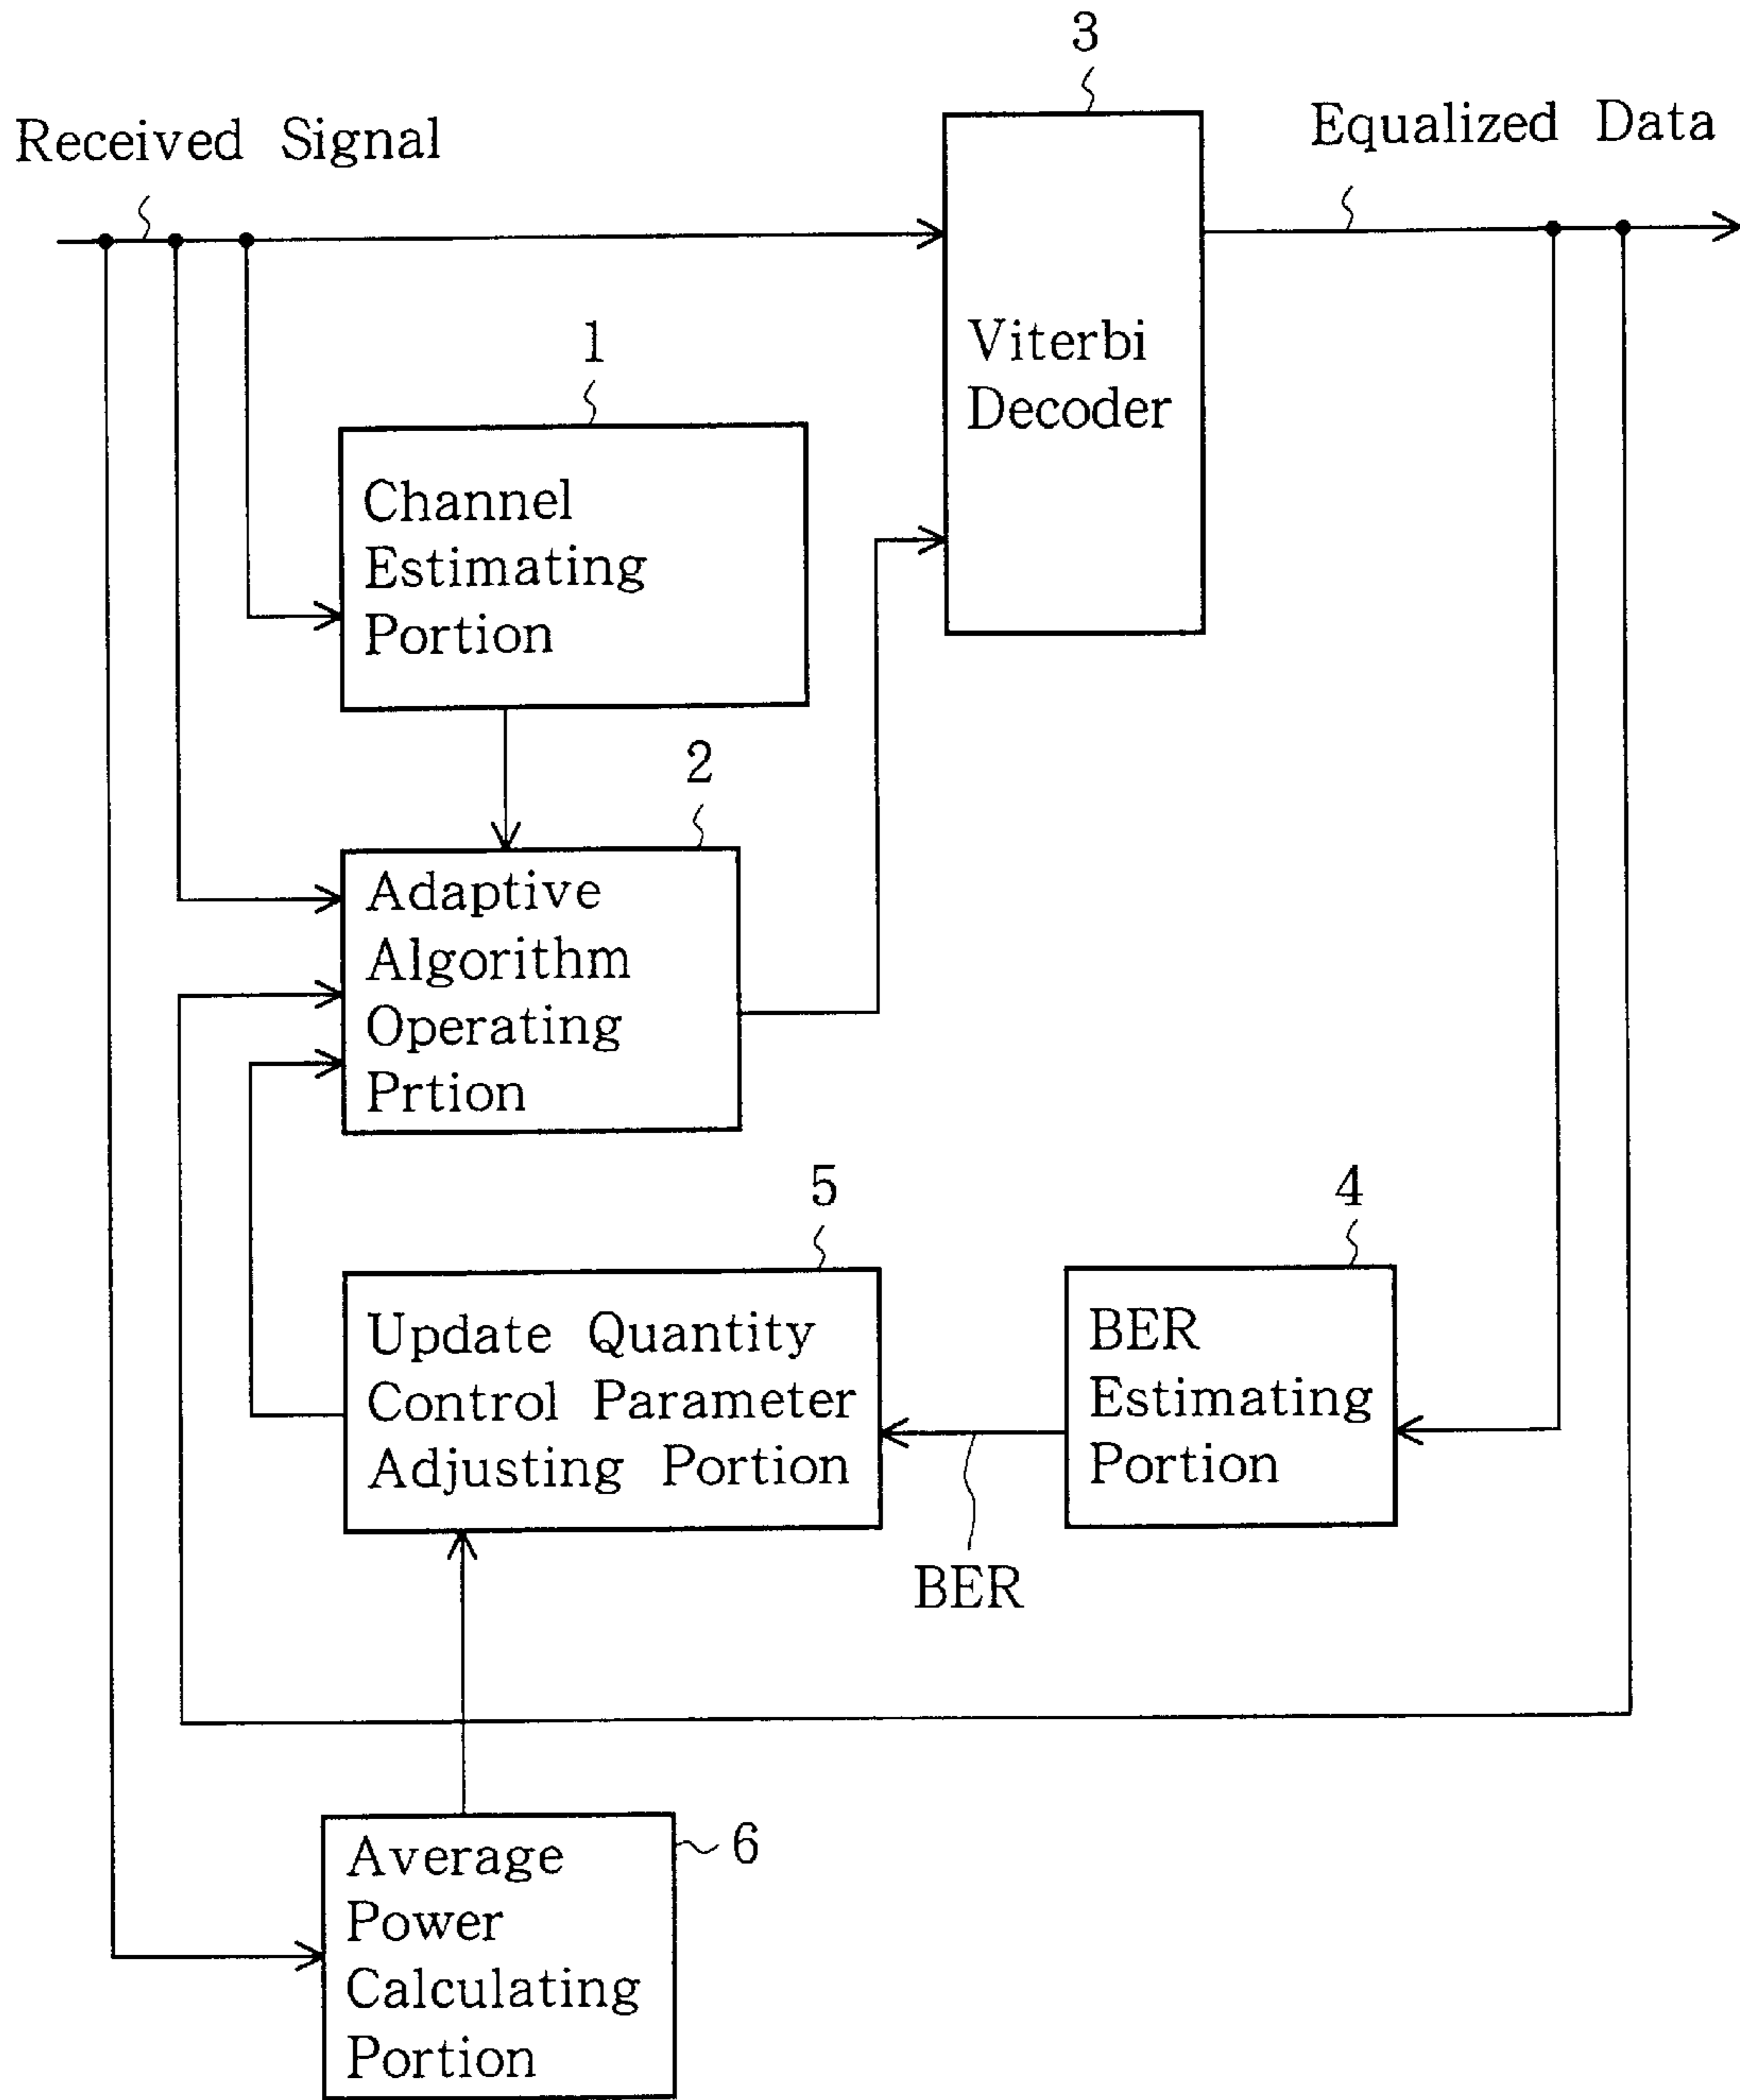 3
Received Signal
Equalized Data
Viterbi
Decoder
1
Channel
Estimating
Portion
2
Adaptive
Algorithm
Operating
Prtion
5
4
Update Quantity
Control Parameter
Adjusting Portion
BER
Estimating
Portion
BER
6
Average
Power
Calculating
Portion